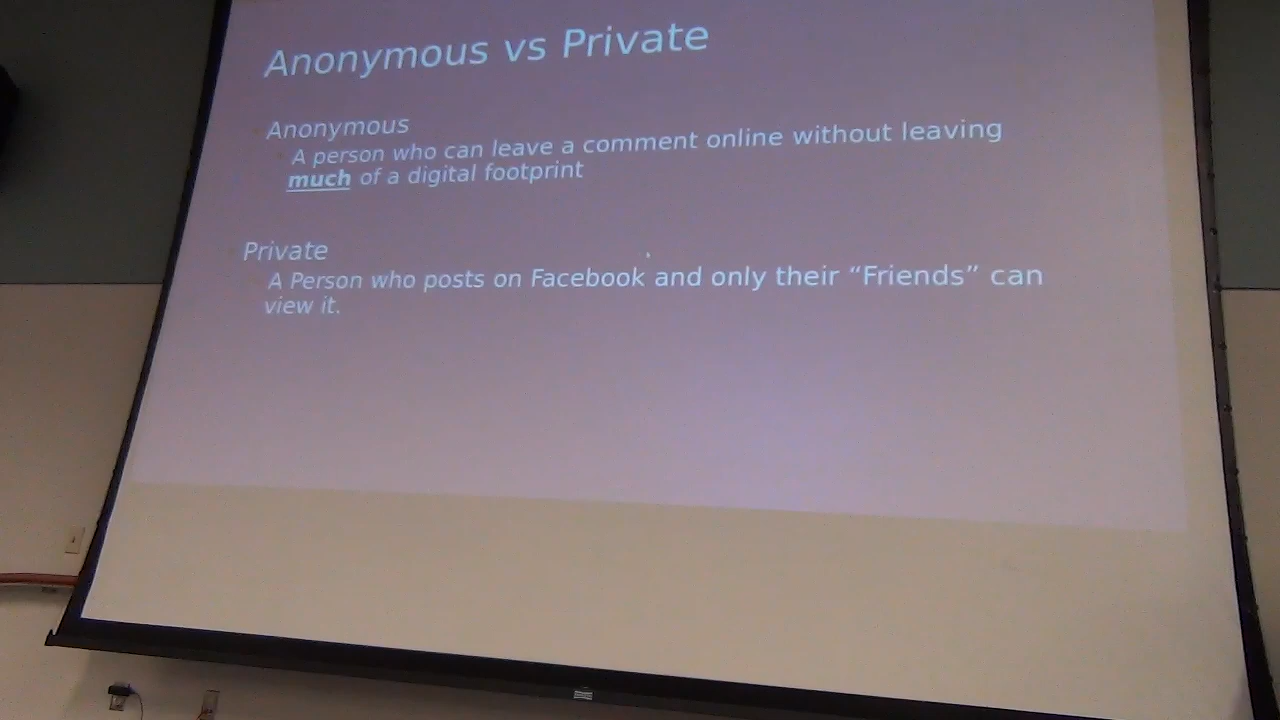 Anonymous vs Private
Anonymous
A person who can leave a comment online without leaving
much of a digital footprint
Private
A Person who posts on Facebook and only their “Friends” can
view it.